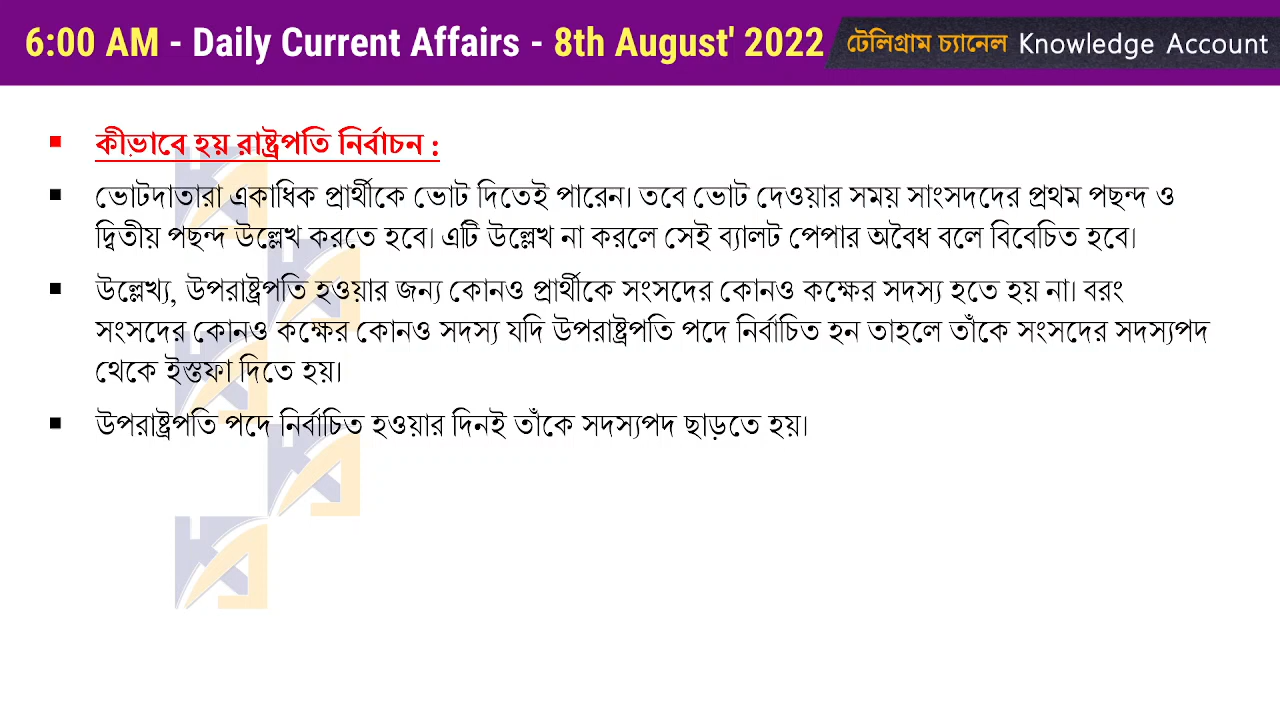 6:00 AM - Daily Current Affairs - 8th August' 2022
টেলিগ্রাম চ্যানেল Knowledge Account
কীভাবে হয় রাষ্ট্রপতি নির্বাচন :
ভোটদাতারা একাধিক প্রার্থীকে ভোট দিতেই পারেন। তবে ভোট দেওয়ার সময় সাংসদদের প্রথম পছন্দ ও
দ্বিতীয় পছন্দ উল্লেখ করতে হবে। এটি উল্লেখ না করলে সেই ব্যালট পেপার অবৈধ বলে বিবেচিত হবে।
উল্লেখ্য, উপরাষ্ট্রপতি হওয়ার জন্য কোনও প্রার্থীকে সংসদের কোনও কক্ষের সদস্য হতে হয় না। বরং
সংসদের কোনও কক্ষের কোনও সদস্য যদি উপরাষ্ট্রপতি পদে নির্বাচিত হন তাহলে তাঁকে সংসদের সদস্যপদ
থেকে ইস্তফা দিতে হয়।
উপরাষ্ট্রপতি পদে নির্বাচিত হওয়ার দিনই তাঁকে সদস্যপদ ছাড়তে হয়।